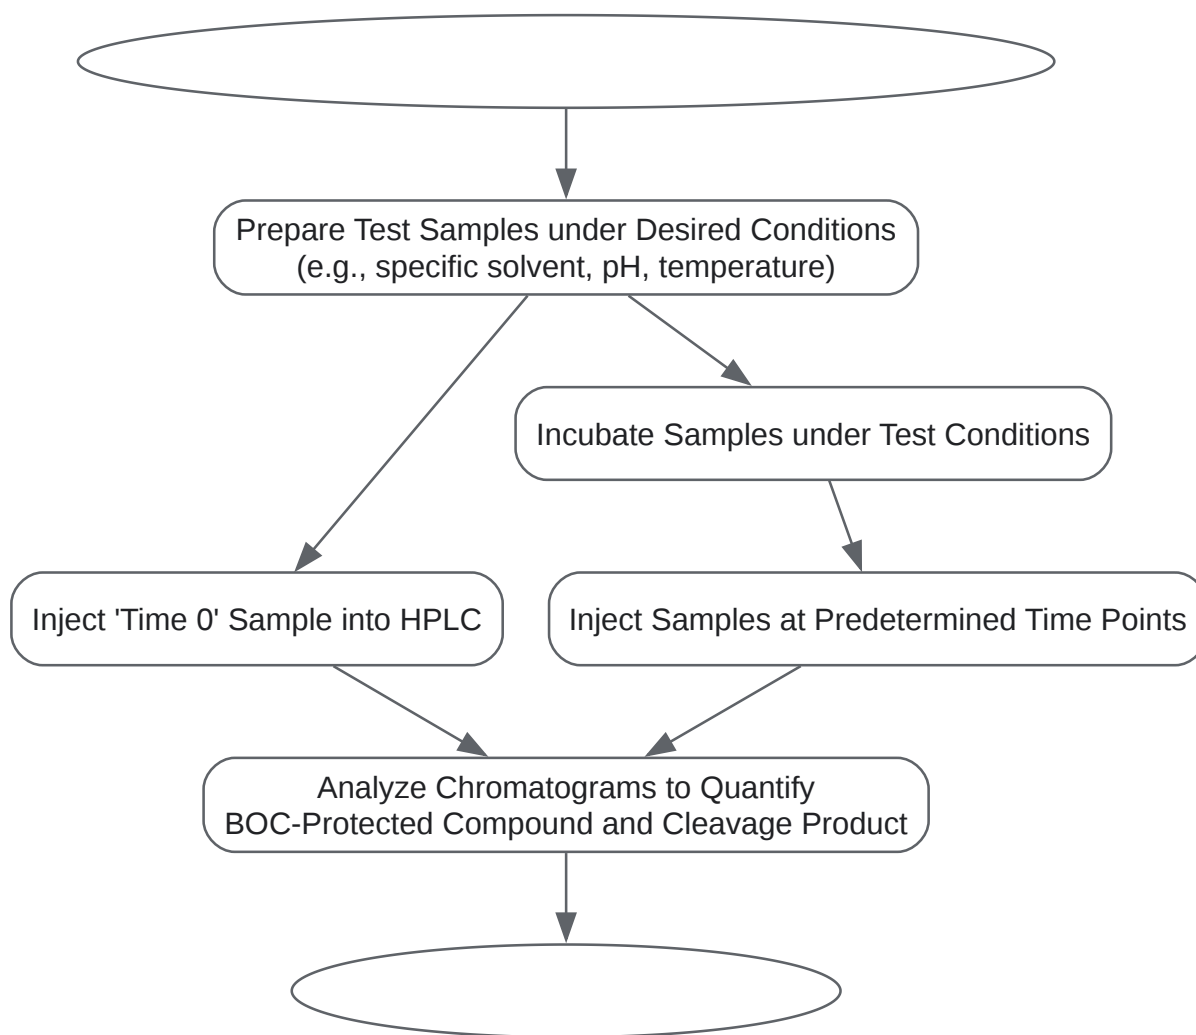 Prepare Test Samples under Desired Conditions
(e.g., specific solvent, pH, temperature)
Incubate Samples under Test Conditions
Inject 'Time 0' Sample into HPLC
Inject Samples at Predetermined Time Points
Analyze Chromatograms to Quantify
BOC-Protected Compound and Cleavage Product